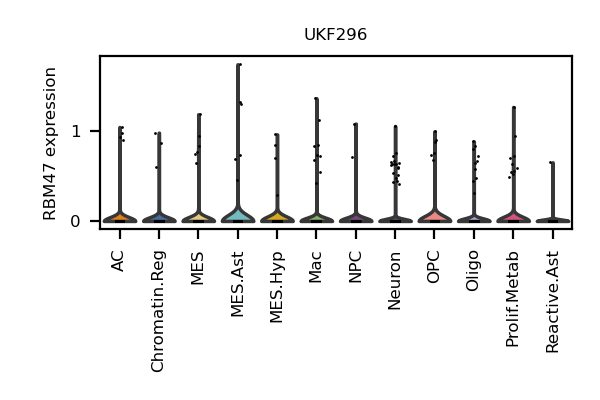 UKF296
RBM47 expression
1
0
AC
Chromatin.Reg
MES
MES.Ast
MES.Hyp
Mac
NPC
Neuron
OPC
Oligo
Prolif.Metab
Reactive.Ast